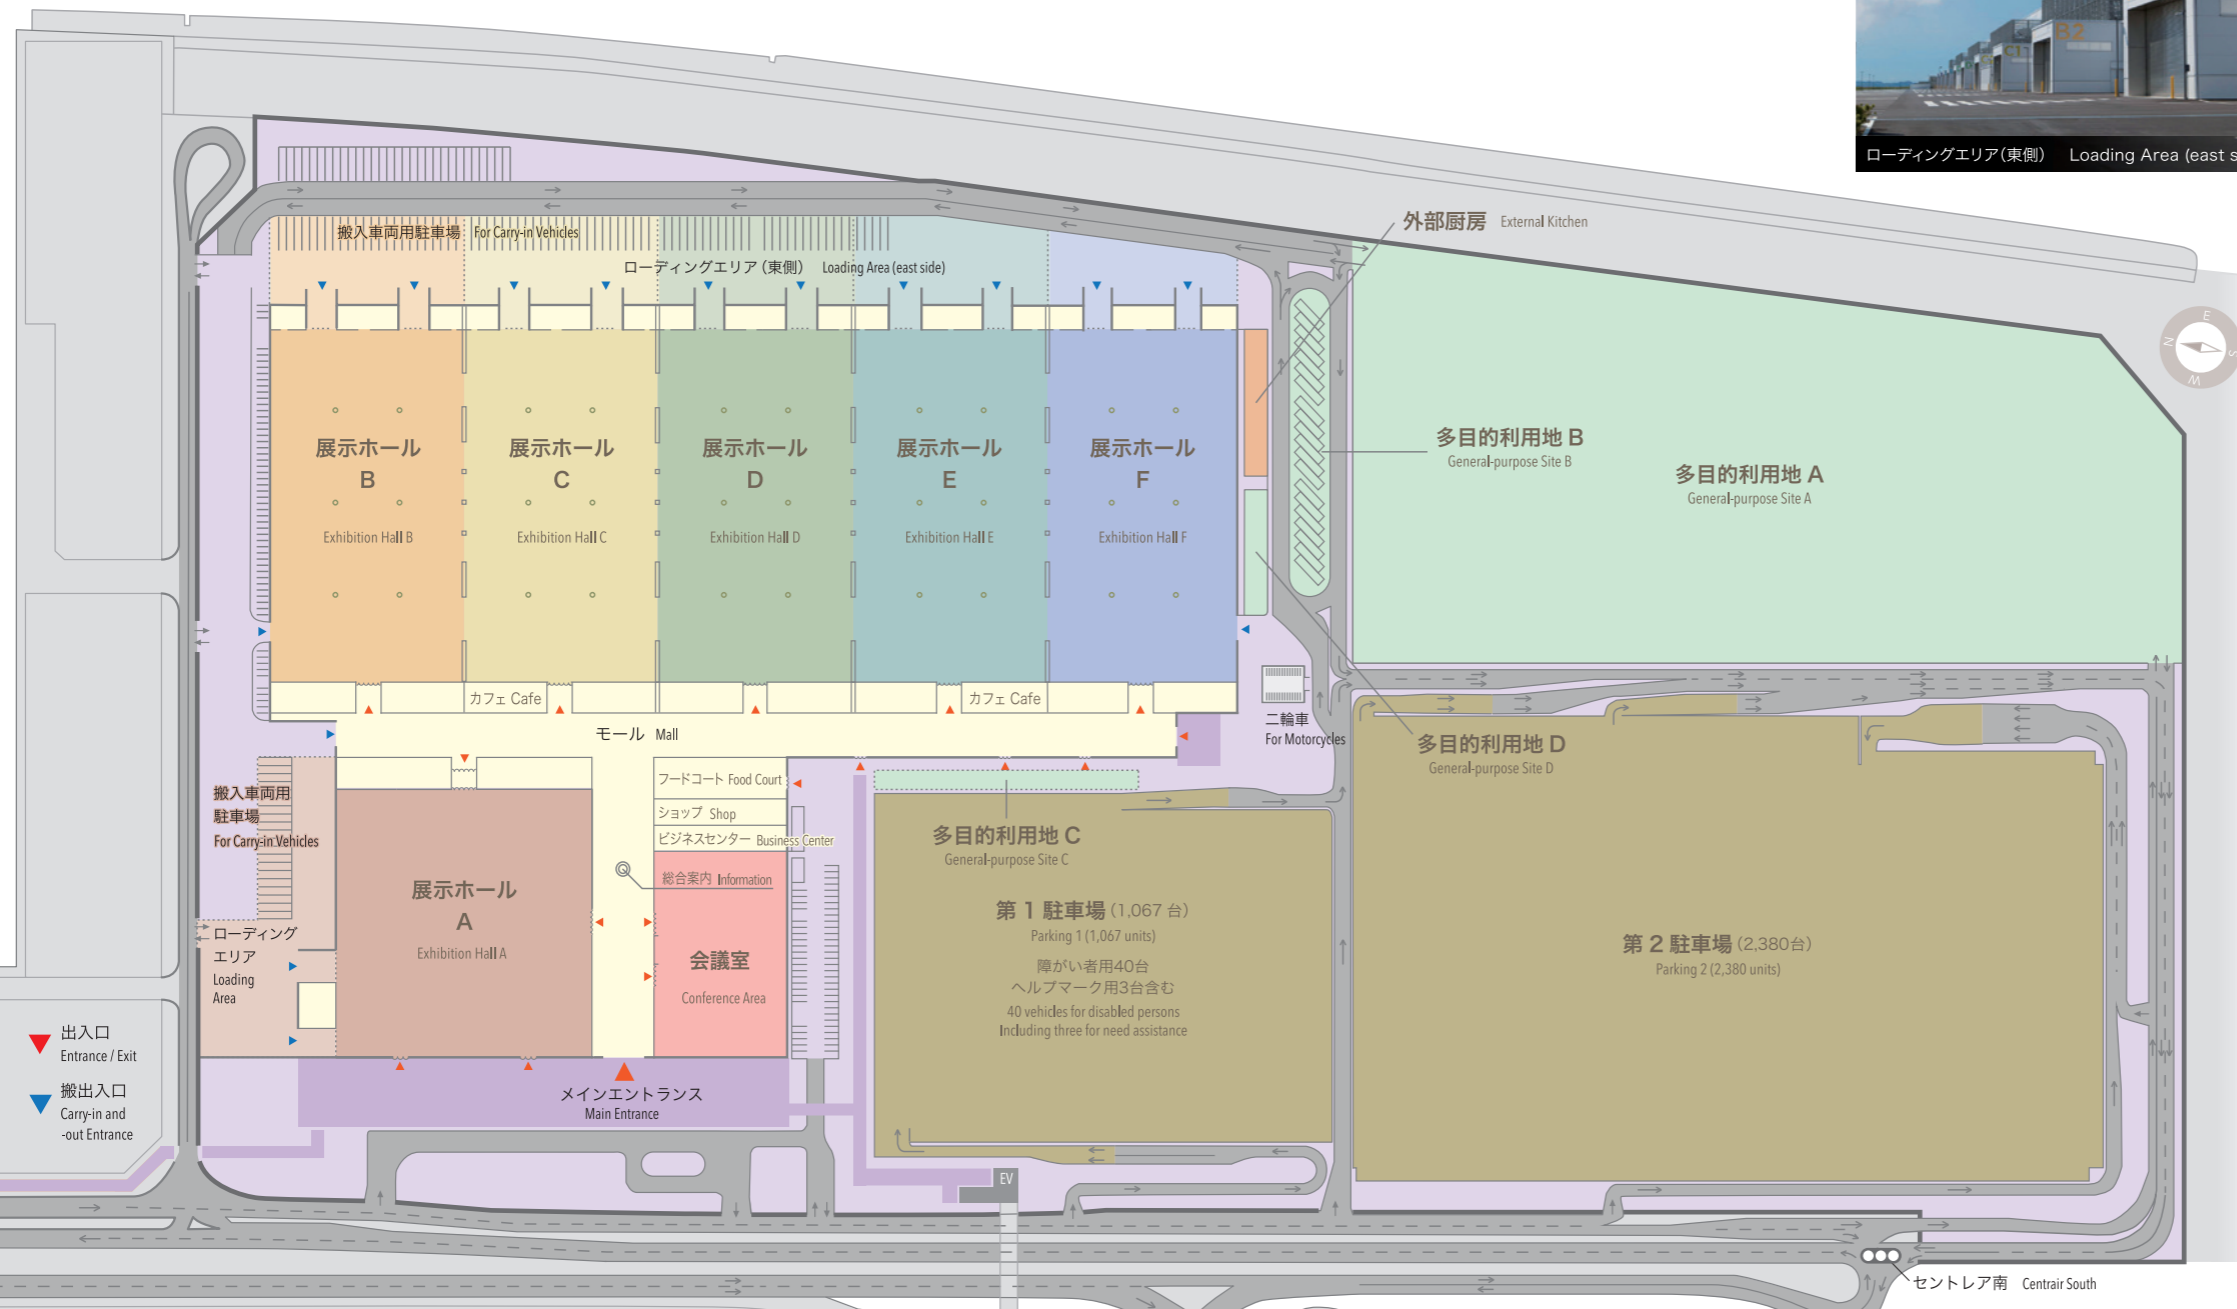 B2
C1
ローディングエリア(東側) Loading Area (east s
搬入車両用駐車場 For Carry-in Vehicles
ローディングエリア(東側) Loading Area (east side)
外部厨房 External Kitchen
E
N
S
W
展示ホール
B
Exhibition Hall B
展示ホール
C
Exhibition Hall C
展示ホール
D
Exhibition Hall D
展示ホール
E
Exhibition Hall E
展示ホール
F
Exhibition Hall F
多目的利用地 B
General-purpose Site B
多目的利用地 A
General-purpose Site A
カフェ Cafe
カフェ Cafe
モール Mall
二輪車
For Motorcycles
多目的利用地 D
General-purpose Site D
搬入車両用
駐車場
For Carry-in Vehicles
フードコート Food Court
ショップ Shop
ビジネスセンター Business Center
総合案内 Information
多目的利用地 C
General-purpose Site C
展示ホール
A
Exhibition Hall A
会議室
Conference Area
第 1 駐車場(1,067 台)
Parking 1 (1,067 units)
障がい者用40台
ヘルプマーク用3台含む
40 vehicles for disabled persons
Including three for need assistance
第 2 駐車場(2,380台)
Parking 2 (2,380 units)
ローディング
エリア
Loading
Area
出入口
Entrance / Exit
搬出入口
Carry-in and
-out Entrance
メインエントランス
Main Entrance
EV
セントレア南 Centrair South